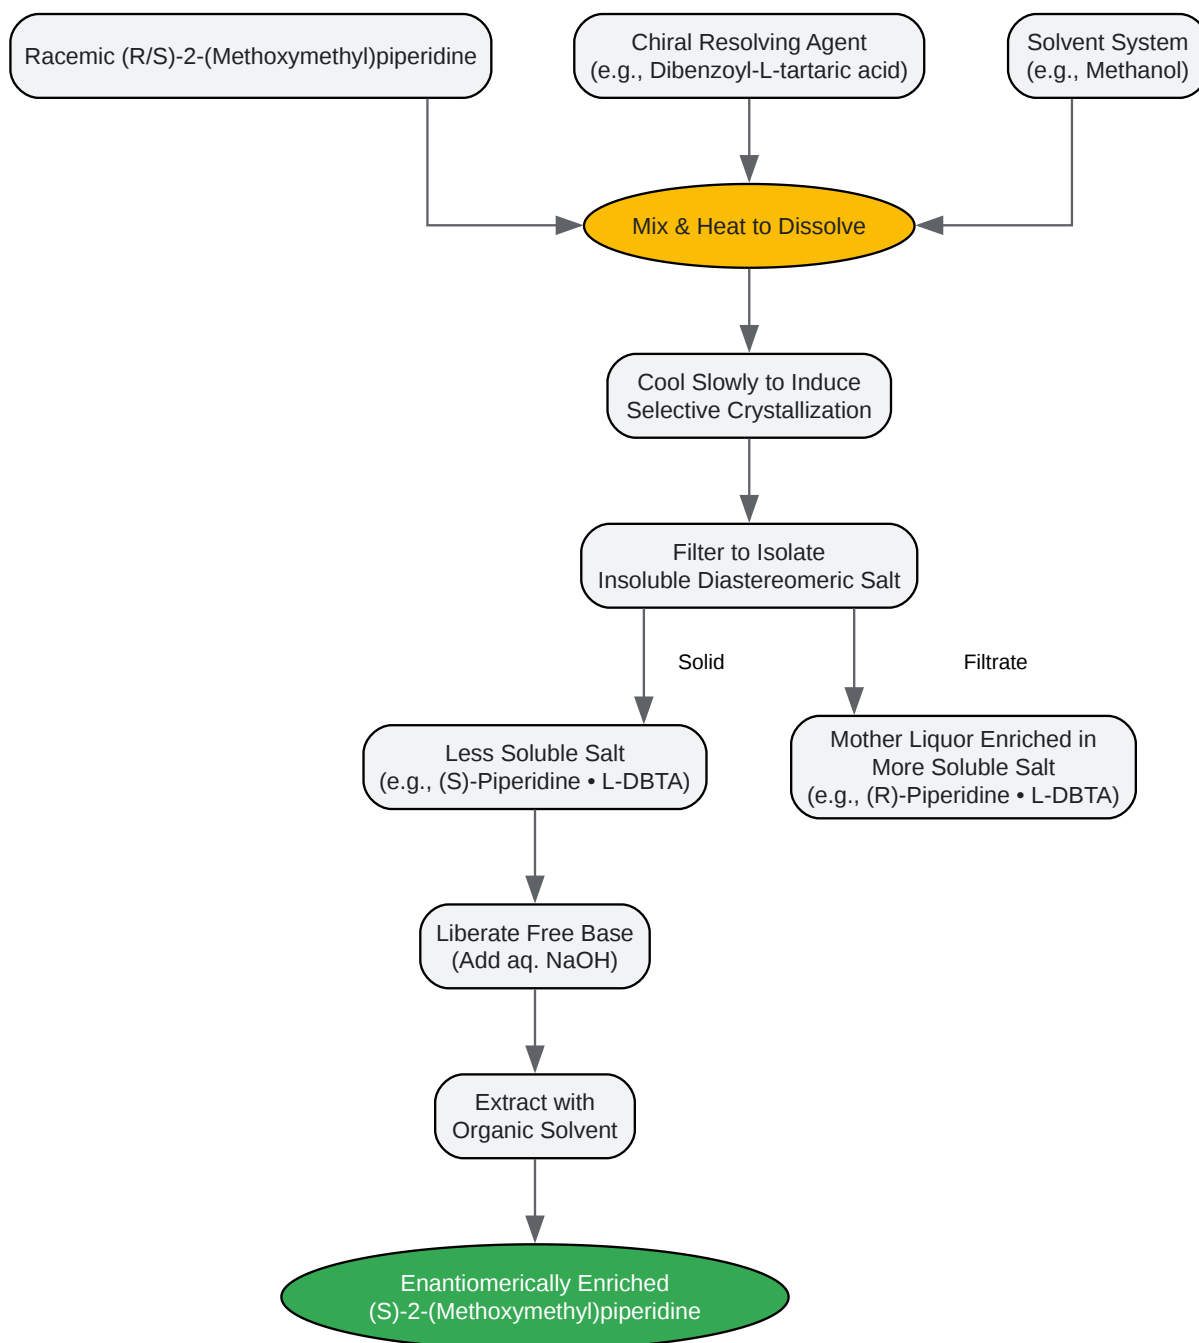 Racemic (R/S)-2-(Methoxymethyl)piperidine
Chiral Resolving Agent
(e.g., Dibenzoyl-L-tartaric acid)
Solvent System
(e.g., Methanol)
Mix & Heat to Dissolve
Cool Slowly to Induce
Selective Crystallization
Filter to Isolate
Insoluble Diastereomeric Salt
Solid
Filtrate
Less Soluble Salt
(e.g., (S)-Piperidine • L-DBTA)
Mother Liquor Enriched in
More Soluble Salt
(e.g., (R)-Piperidine • L-DBTA)
Liberate Free Base
(Add aq. NaOH)
Extract with
Organic Solvent
Enantiomerically Enriched
(S)-2-(Methoxymethyl)piperidine